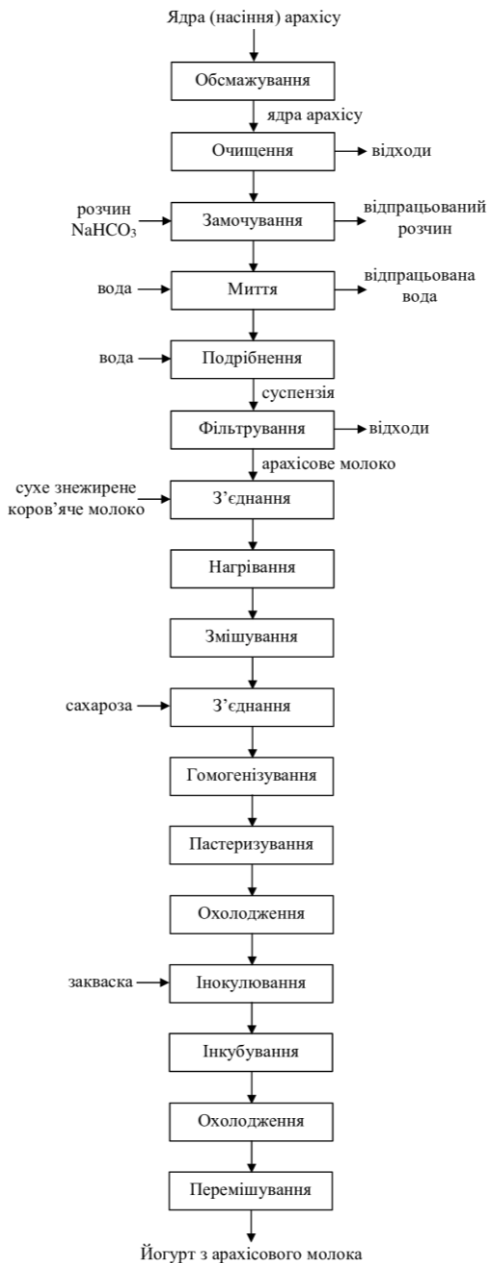 Ядра (насіння) арахісу
Обсмажування
ядра арахісу
Очищення
відходи
розчин
NaHCO₃
Замочування
відпрацьований
розчин
вода
Миття
відпрацьована
вода
вода
Подрібнення
суспензія
Фільтрування
відходи
арахісове молоко
сухе знежирене
коров’яче молоко
З’єднання
Нагрівання
Змішування
сахароза
З’єднання
Гомогенізування
Пастеризування
Охолодження
закваска
Інокулювання
Інкубування
Охолодження
Перемішування
Йогурт з арахісового молока